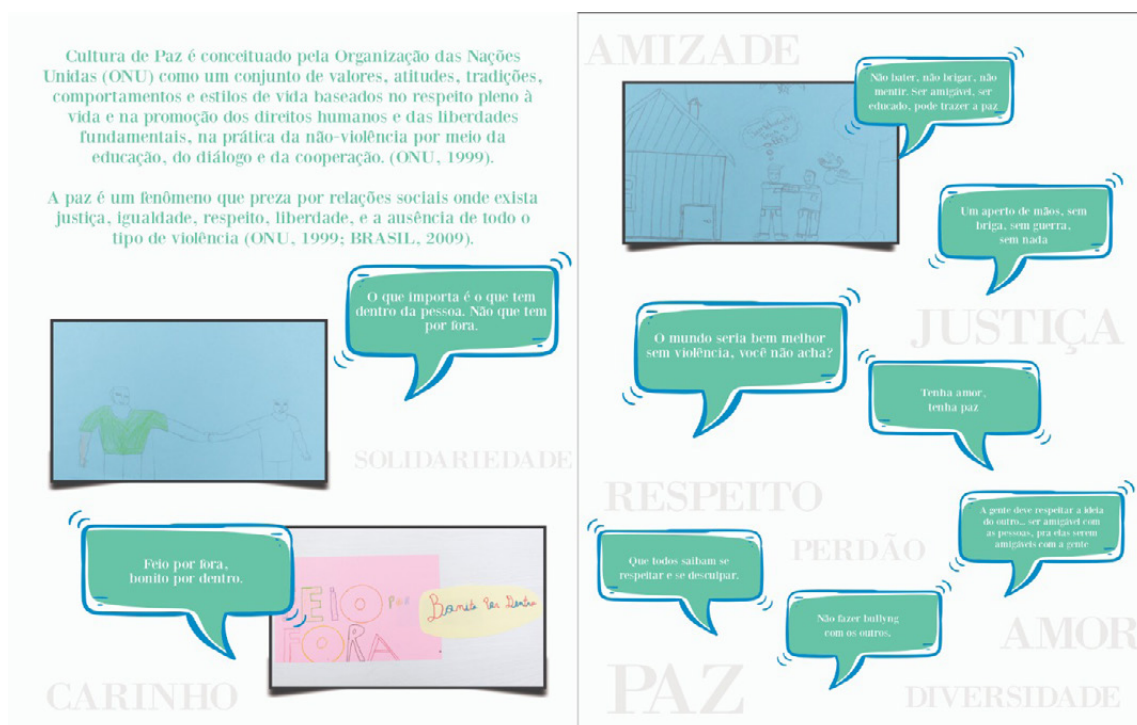 Cultura de Paz é conceituado pela Organização das Nações
Unidas (ONU) como um conjunto de valores, atitudes, tradições,
comportamentos e estilos de vida baseados no respeito pleno à
vida e na promoção dos direitos humanos e das liberdades
fundamentais, na prática da não-violência por meio da
educação, do diálogo e da cooperação. (ONU, 1999).
A paz é um fenômeno que preza por relações sociais onde exista
justiça, igualdade, respeito, liberdade, e a ausência de todo o
tipo de violência (ONU, 1999; BRASIL, 2009).
O que importa é o que tem
dentro da pessoa. Não que tem
por fora.
SOLIDARIEDADE
Feio por fora,
bonito por dentro.
FEIO POR
FORA
Bonito Por Dentro
CARINHO
AMIZADE
Não bater, não brigar, não
mentir. Ser amigável, ser
educado, pode trazer a paz
Um aperto de mãos, sem
briga, sem guerra,
sem nada
JUSTIÇA
O mundo seria bem melhor
sem violência, você não acha?
Tenha amor,
tenha paz
RESPEITO
A gente deve respeitar a ideia
do outro... ser amigável com
as pessoas, pra elas serem
amigáveis com a gente
PERDÃO
Que todos saibam se
respeitar e se desculpar.
Não fazer bullyng
com os outros.
AMOR
PAZ
DIVERSIDADE